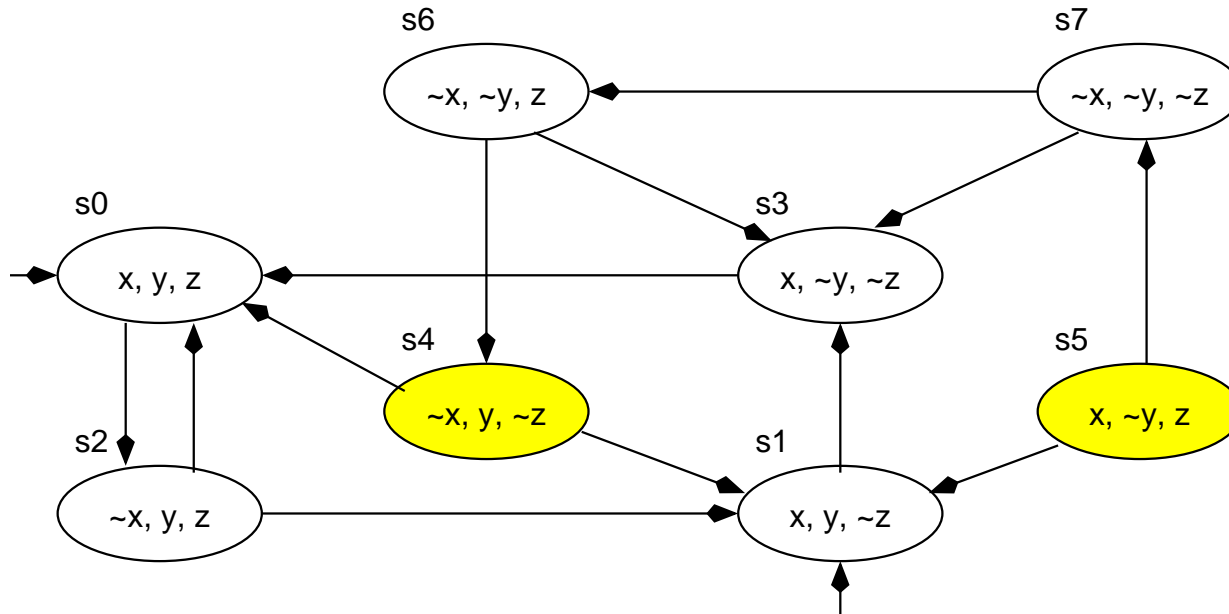 s6
s7
~x, ~y, z
~x, ~y, ~z
s0
s3
x, y, z
x, ~y, ~z
s4
s5
~x, y, ~z
x, ~y, z
s2
s1
~x, y, z
x, y, ~z